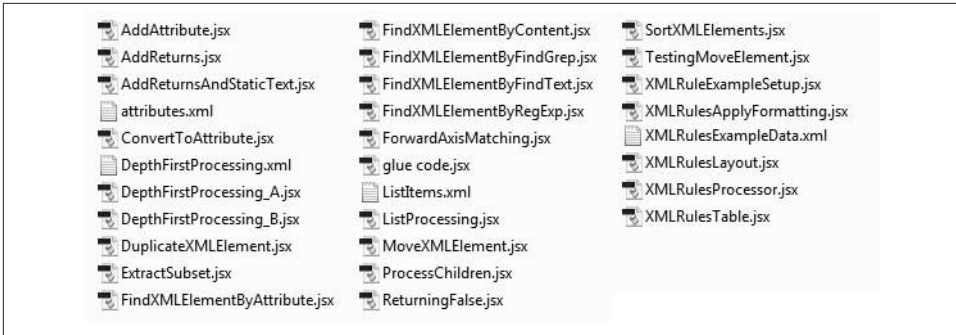 AddAttribute.jsx
AddReturns.jsx
AddReturnsAndStaticText.jsx
attributes.xml
ConvertToAttribute.jsx
DepthFirstProcessing.xml
DepthFirstProcessing_A.jsx
DepthFirstProcessing_B.jsx
DuplicateXMLElement.jsx
ExtractSubset.jsx
FindXMLElementByAttribute.jsx
FindXMLElementByContent.jsx
FindXMLElementByFindGrep.jsx
FindXMLElementByFindText.jsx
FindXMLElementByRegExp.jsx
ForwardAxisMatching.jsx
glue code.jsx
ListItems.xml
ListProcessing.jsx
MoveXMLElement.jsx
ProcessChildren.jsx
ReturningFalse.jsx
SortXMLElements.jsx
TestingMoveElement.jsx
XMLRuleExampleSetup.jsx
XMLRulesApplyFormatting.jsx
XMLRulesExampleData.xml
XMLRulesLayout.jsx
XMLRulesProcessor.jsx
XMLRulesTable.jsx